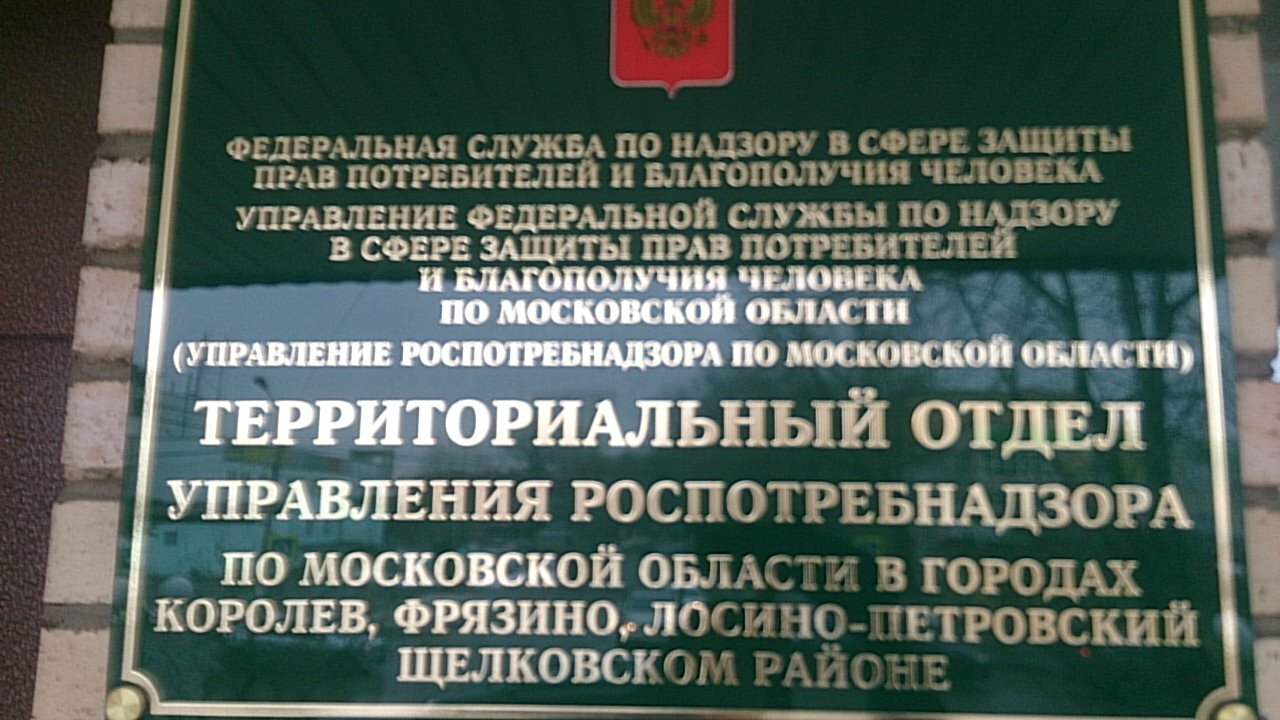 ФЕДЕРАЛЬНАЯ СЛУЖБА ПО НАДЗОРУ В СФЕРЕ ЗАЩИТЫ
ПРАВ ПОТРЕБИТЕЛЕЙ И БЛАГОПОЛУЧИЯ ЧЕЛОВЕКА
УПРАВЛЕНИЕ ФЕДЕРАЛЬНОЙ СЛУЖБЫ ПО НАДЗОРУ
В СФЕРЕ ЗАЩИТЫ ПРАВ ПОТРЕБИТЕЛЕЙ
И БЛАГОПОЛУЧИЯ ЧЕЛОВЕКА
ПО МОСКОВСКОЙ ОБЛАСТИ
(УПРАВЛЕНИЕ РОСПОТРЕБНАДЗОРА ПО МОСКОВСКОЙ ОБЛАСТИ)
ТЕРРИТОРИАЛЬНЫЙ ОТДЕЛ
УПРАВЛЕНИЯ РОСПОТРЕБНАДЗОРА
ПО МОСКОВСКОЙ ОБЛАСТИ В ГОРОДАХ
КОРОЛЕВ, ФРЯЗИНО, ЛОСИНО-ПЕТРОВСКИЙ
ЩЕЛКОВСКОМ РАЙОНЕ